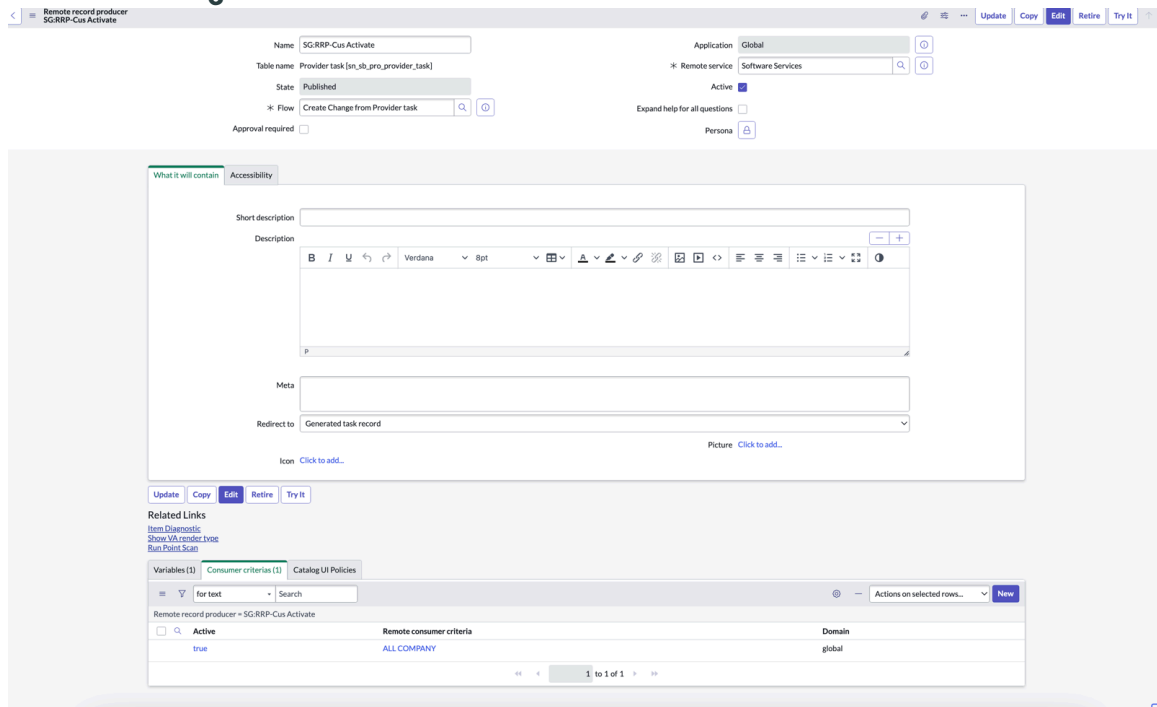 Remote record producer
SG:RRP-Cus Activate
Update Copy Edit Retire Try It
Name SG:RRP-Cus Activate
Application Global
Table name Provider task [sn_sb_pro_provider_task]
* Remote service Software Services
State Published
Active
* Flow Create Change from Provider task
Expand help for all questions
Approval required
Persona
What it will contain Accessibility
Short description
Description
B I U Verdana 8pt A
P
Meta
Redirect to Generated task record
Picture Click to add...
Icon Click to add...
Update Copy Edit Retire Try It
Related Links
Item Diagnostic
Show VA render type
Run Point Scan
Variables (1) Consumer criterias (1) Catalog UI Policies
for text Search Actions on selected rows... New
Remote record producer = SG:RRP-Cus Activate
Active Remote consumer criteria Domain
true ALL COMPANY global
1 to 1 of 1